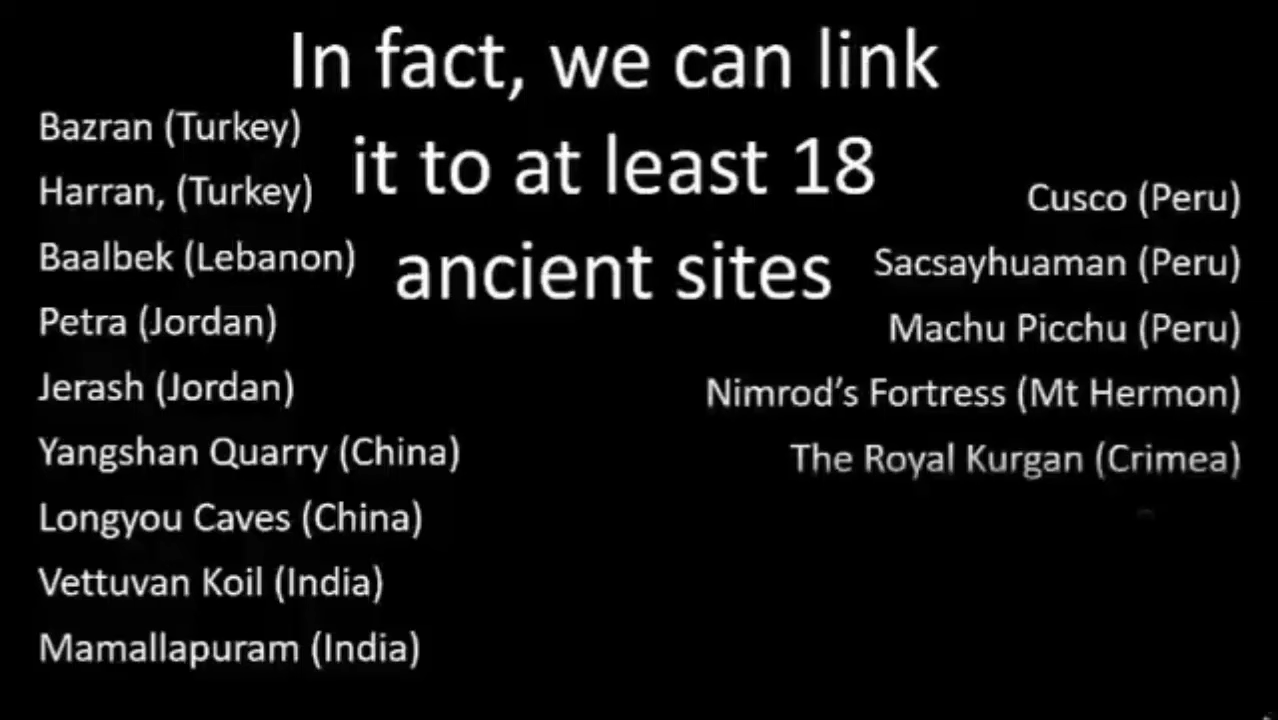 In fact, we can link
it to at least 18
ancient sites
Bazran (Turkey)
Harran, (Turkey)
Baalbek (Lebanon)
Petra (Jordan)
Jerash (Jordan)
Yangshan Quarry (China)
Longyou Caves (China)
Vettuvan Koil (India)
Mamallapuram (India)
Cusco (Peru)
Sacsayhuaman (Peru)
Machu Picchu (Peru)
Nimrod’s Fortress (Mt Hermon)
The Royal Kurgan (Crimea)